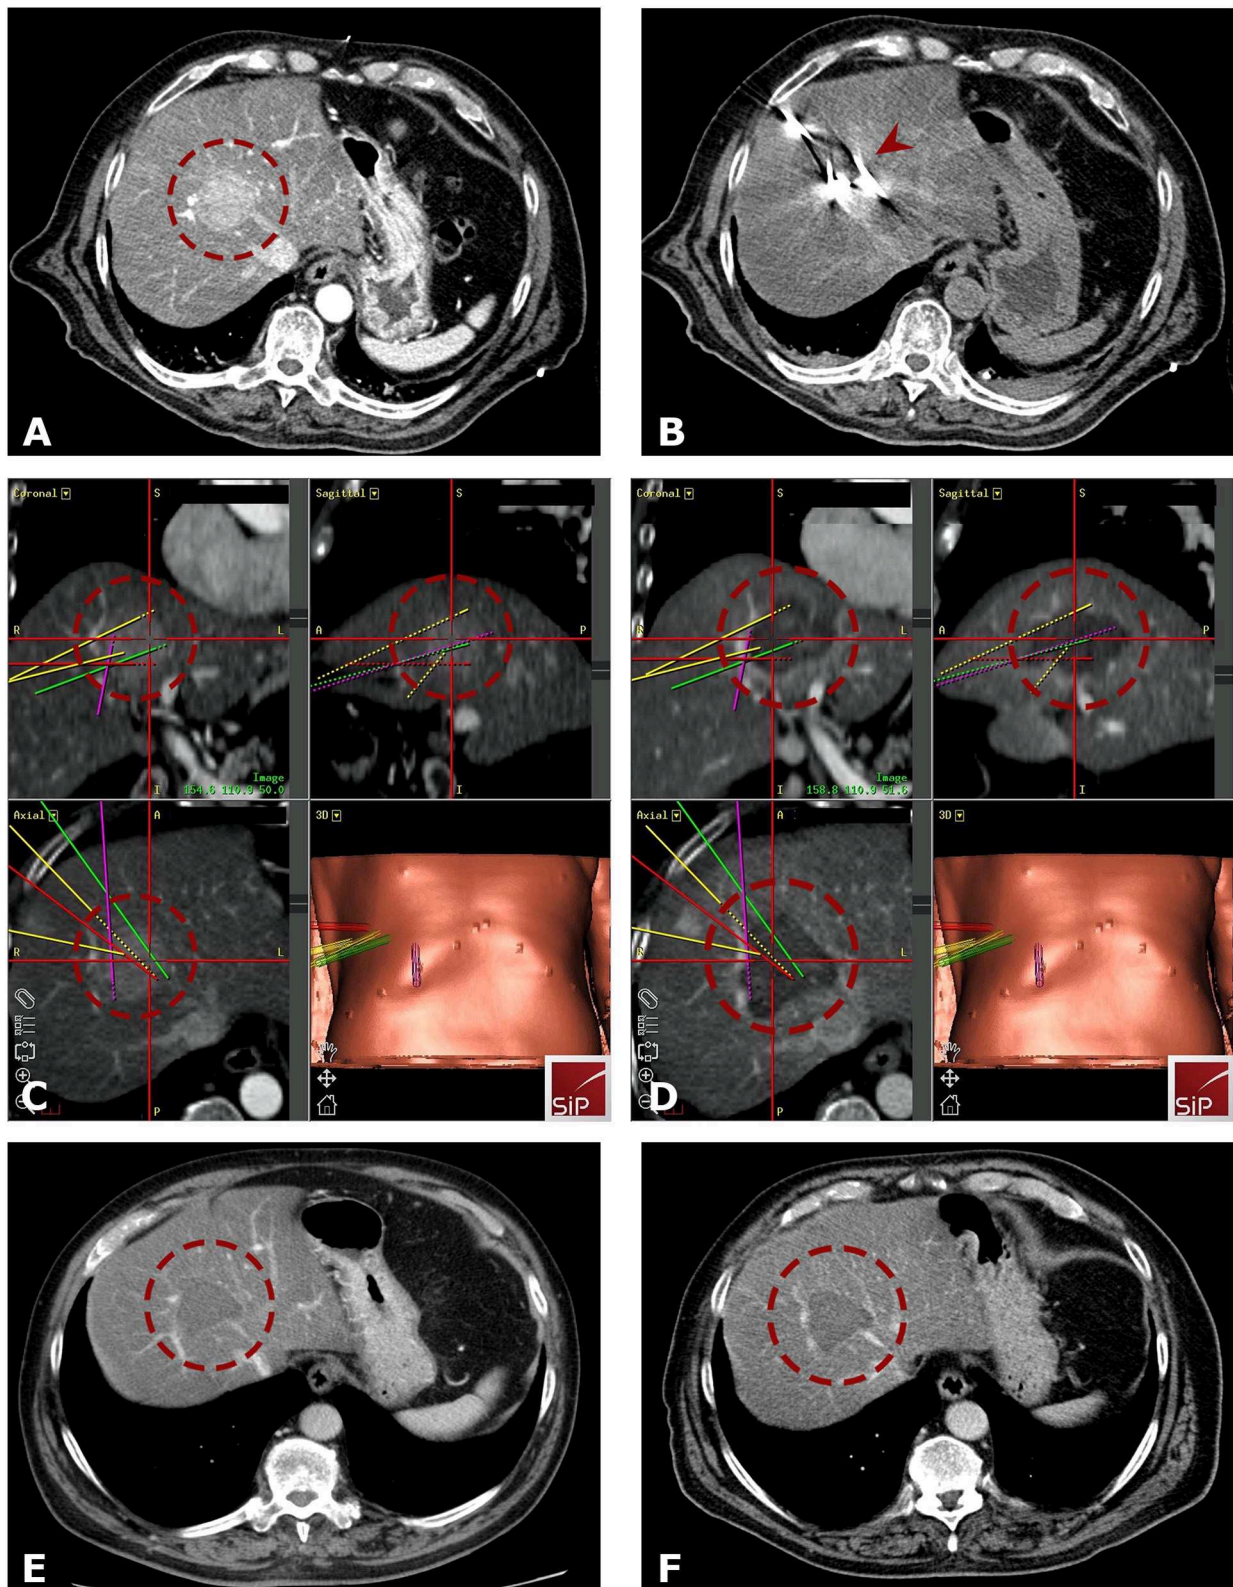 A
B
Coronal
S
Sagittal
S
R
L
A
P
Image
154.6 110.9 50.0
I
I
Axial
A
3D
R
L
P
C
SiP
Coronal
S
Sagittal
S
R
L
A
P
Image
158.8 110.9 51.6
I
I
Axial
A
3D
R
L
P
D
SiP
E
F